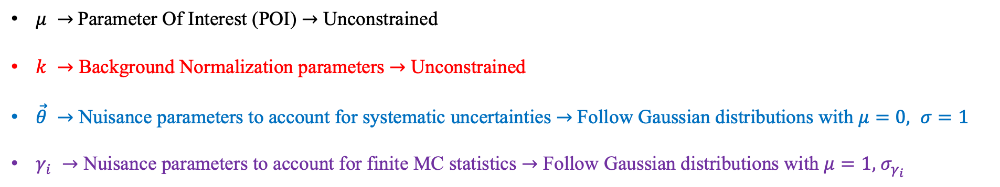 • μ → Parameter Of Interest (POI) → Unconstrained
• k → Background Normalization parameters → Unconstrained
• θ⃗ → Nuisance parameters to account for systematic uncertainties → Follow Gaussian distributions with μ = 0, σ = 1
• γᵢ → Nuisance parameters to account for finite MC statistics → Follow Gaussian distributions with μ = 1, σ_γᵢ